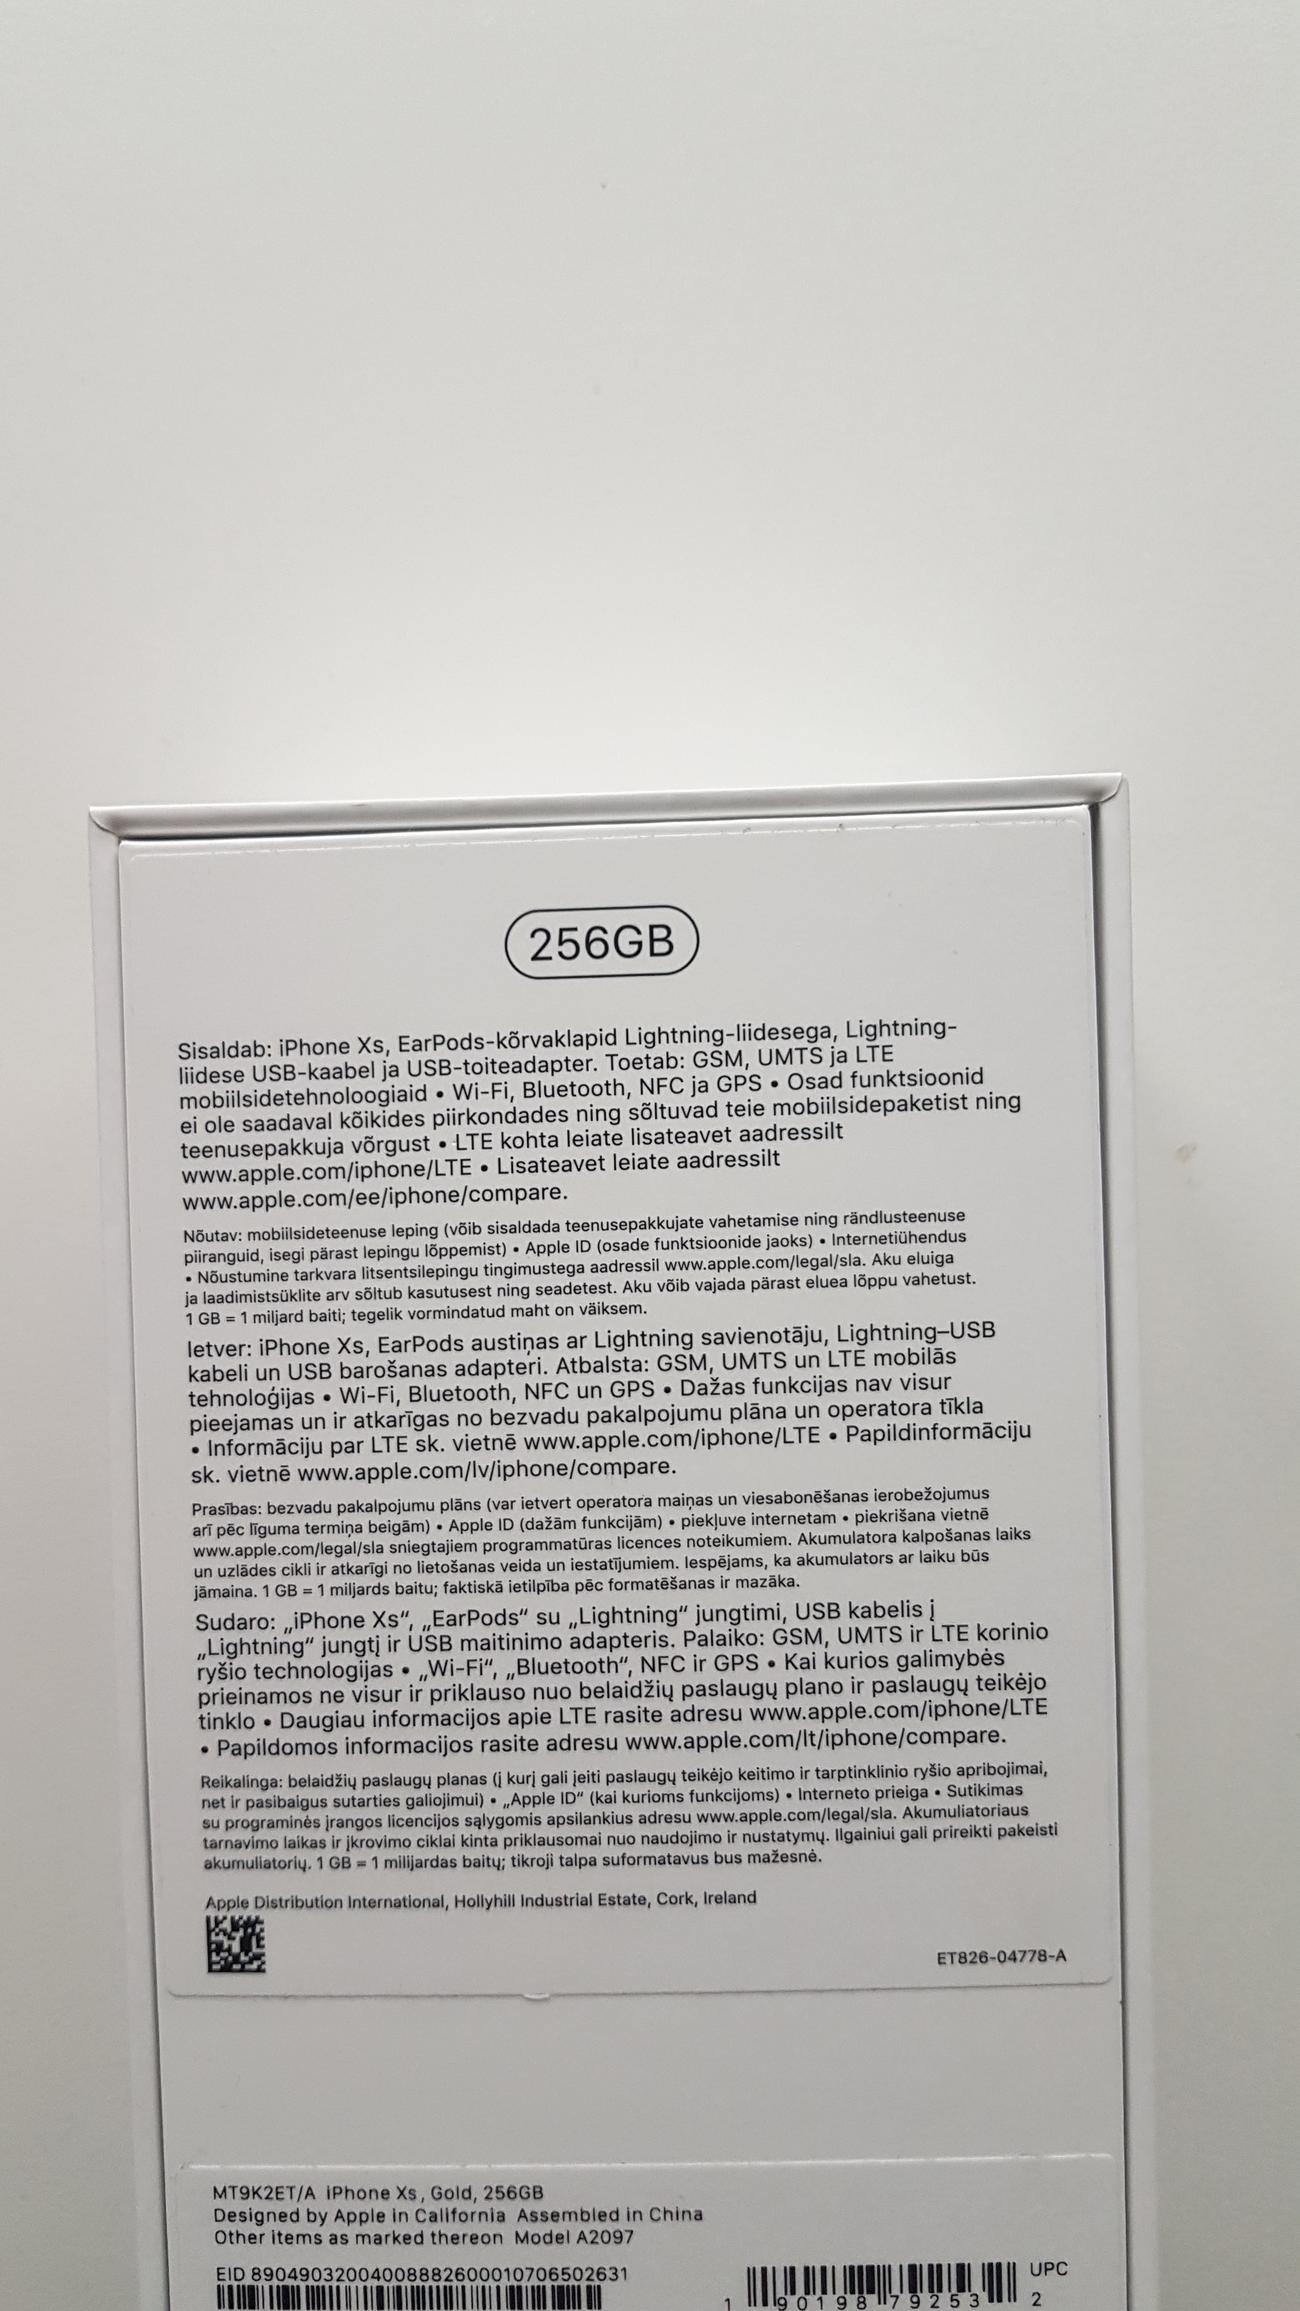 256GB
Sisaldab: iPhone Xs, EarPods-kõrvaklapid Lightning-liidesega, Lightning-
liidese USB-kaabel ja USB-toiteadapter. Toetab: GSM, UMTS ja LTE
mobiilsidetehnoloogiaid • Wi-Fi, Bluetooth, NFC ja GPS • Osad funktsioonid
ei ole saadaval kõikides piirkondades ning sõltuvad teie mobiilsidepaketist ning
teenusepakkuja võrgust • LTE kohta leiate lisateavet aadressilt
www.apple.com/iphone/LTE • Lisateavet leiate aadressilt
www.apple.com/ee/iphone/compare.
Nõutav: mobiilsideteenuse leping (võib sisaldada teenusepakkujate vahetamise ning rändlusteenuse
piiranguid, isegi pärast lepingu lõppemist) • Apple ID (osade funktsioonide jaoks) • Internetiühendus
• Nõustumine tarkvara litsentsilepingu tingimustega aadressil www.apple.com/legal/sla. Aku eluiga
ja laadimistsüklite arv sõltub kasutusest ning seadetest. Aku võib vajada pärast eluea lõppu vahetust.
1 GB = 1 miljard baiti; tegelik vormindatud maht on väiksem.
Ietver: iPhone Xs, EarPods austiņas ar Lightning savienotāju, Lightning–USB
kabeli un USB barošanas adapteri. Atbalsta: GSM, UMTS un LTE mobilās
tehnoloģijas • Wi-Fi, Bluetooth, NFC un GPS • Dažas funkcijas nav visur
pieejamas un ir atkarīgas no bezvadu pakalpojumu plāna un operatora tīkla
• Informāciju par LTE sk. vietnē www.apple.com/iphone/LTE • Papildinformāciju
sk. vietnē www.apple.com/lv/iphone/compare.
Prasības: bezvadu pakalpojumu plāns (var ietvert operatora maiņas un viesabonēšanas ierobežojumus
arī pēc līguma termiņa beigām) • Apple ID (dažām funkcijām) • piekļuve internetam • piekrišana vietnē
www.apple.com/legal/sla sniegtajiem programmatūras licences noteikumiem. Akumulatora kalpošanas laiks
un uzlādes cikli ir atkarīgi no lietošanas veida un iestatījumiem. Iespējams, ka akumulators ar laiku būs
jāmaina. 1 GB = 1 miljards baitu; faktiskā ietilpība pēc formatēšanas ir mazāka.
Sudaro: „iPhone Xs“, „EarPods“ su „Lightning“ jungtimi, USB kabelis į
„Lightning“ jungtį ir USB maitinimo adapteris. Palaiko: GSM, UMTS ir LTE korinio
ryšio technologijas • „Wi-Fi“, „Bluetooth“, NFC ir GPS • Kai kurios galimybės
prieinamos ne visur ir priklauso nuo belaidžių paslaugų plano ir paslaugų teikėjo
tinklo • Daugiau informacijos apie LTE rasite adresu www.apple.com/iphone/LTE
• Papildomos informacijos rasite adresu www.apple.com/lt/iphone/compare.
Reikalinga: belaidžių paslaugų planas (į kurį gali įeiti paslaugų teikėjo keitimo ir tarptinklinio ryšio apribojimai,
net ir pasibaigus sutarties galiojimui) • „Apple ID“ (kai kurioms funkcijoms) • Interneto prieiga • Sutikimas
su programinės įrangos licencijos sąlygomis apsilankius adresu www.apple.com/legal/sla. Akumuliatoriaus
tarnavimo laikas ir įkrovimo ciklai kinta priklausomai nuo naudojimo ir nustatymų. Ilgainiui gali prireikti pakeisti
akumuliatorių. 1 GB = 1 milijardas baitų; tikroji talpa suformatavus bus mažesnė.
Apple Distribution International, Hollyhill Industrial Estate, Cork, Ireland
ET826-04778-A
MT9K2ET/A iPhone Xs, Gold, 256GB
Designed by Apple in California Assembled in China
Other items as marked thereon Model A2097
EID 89049032004008882600010706502631
UPC
1 90198 79253 2